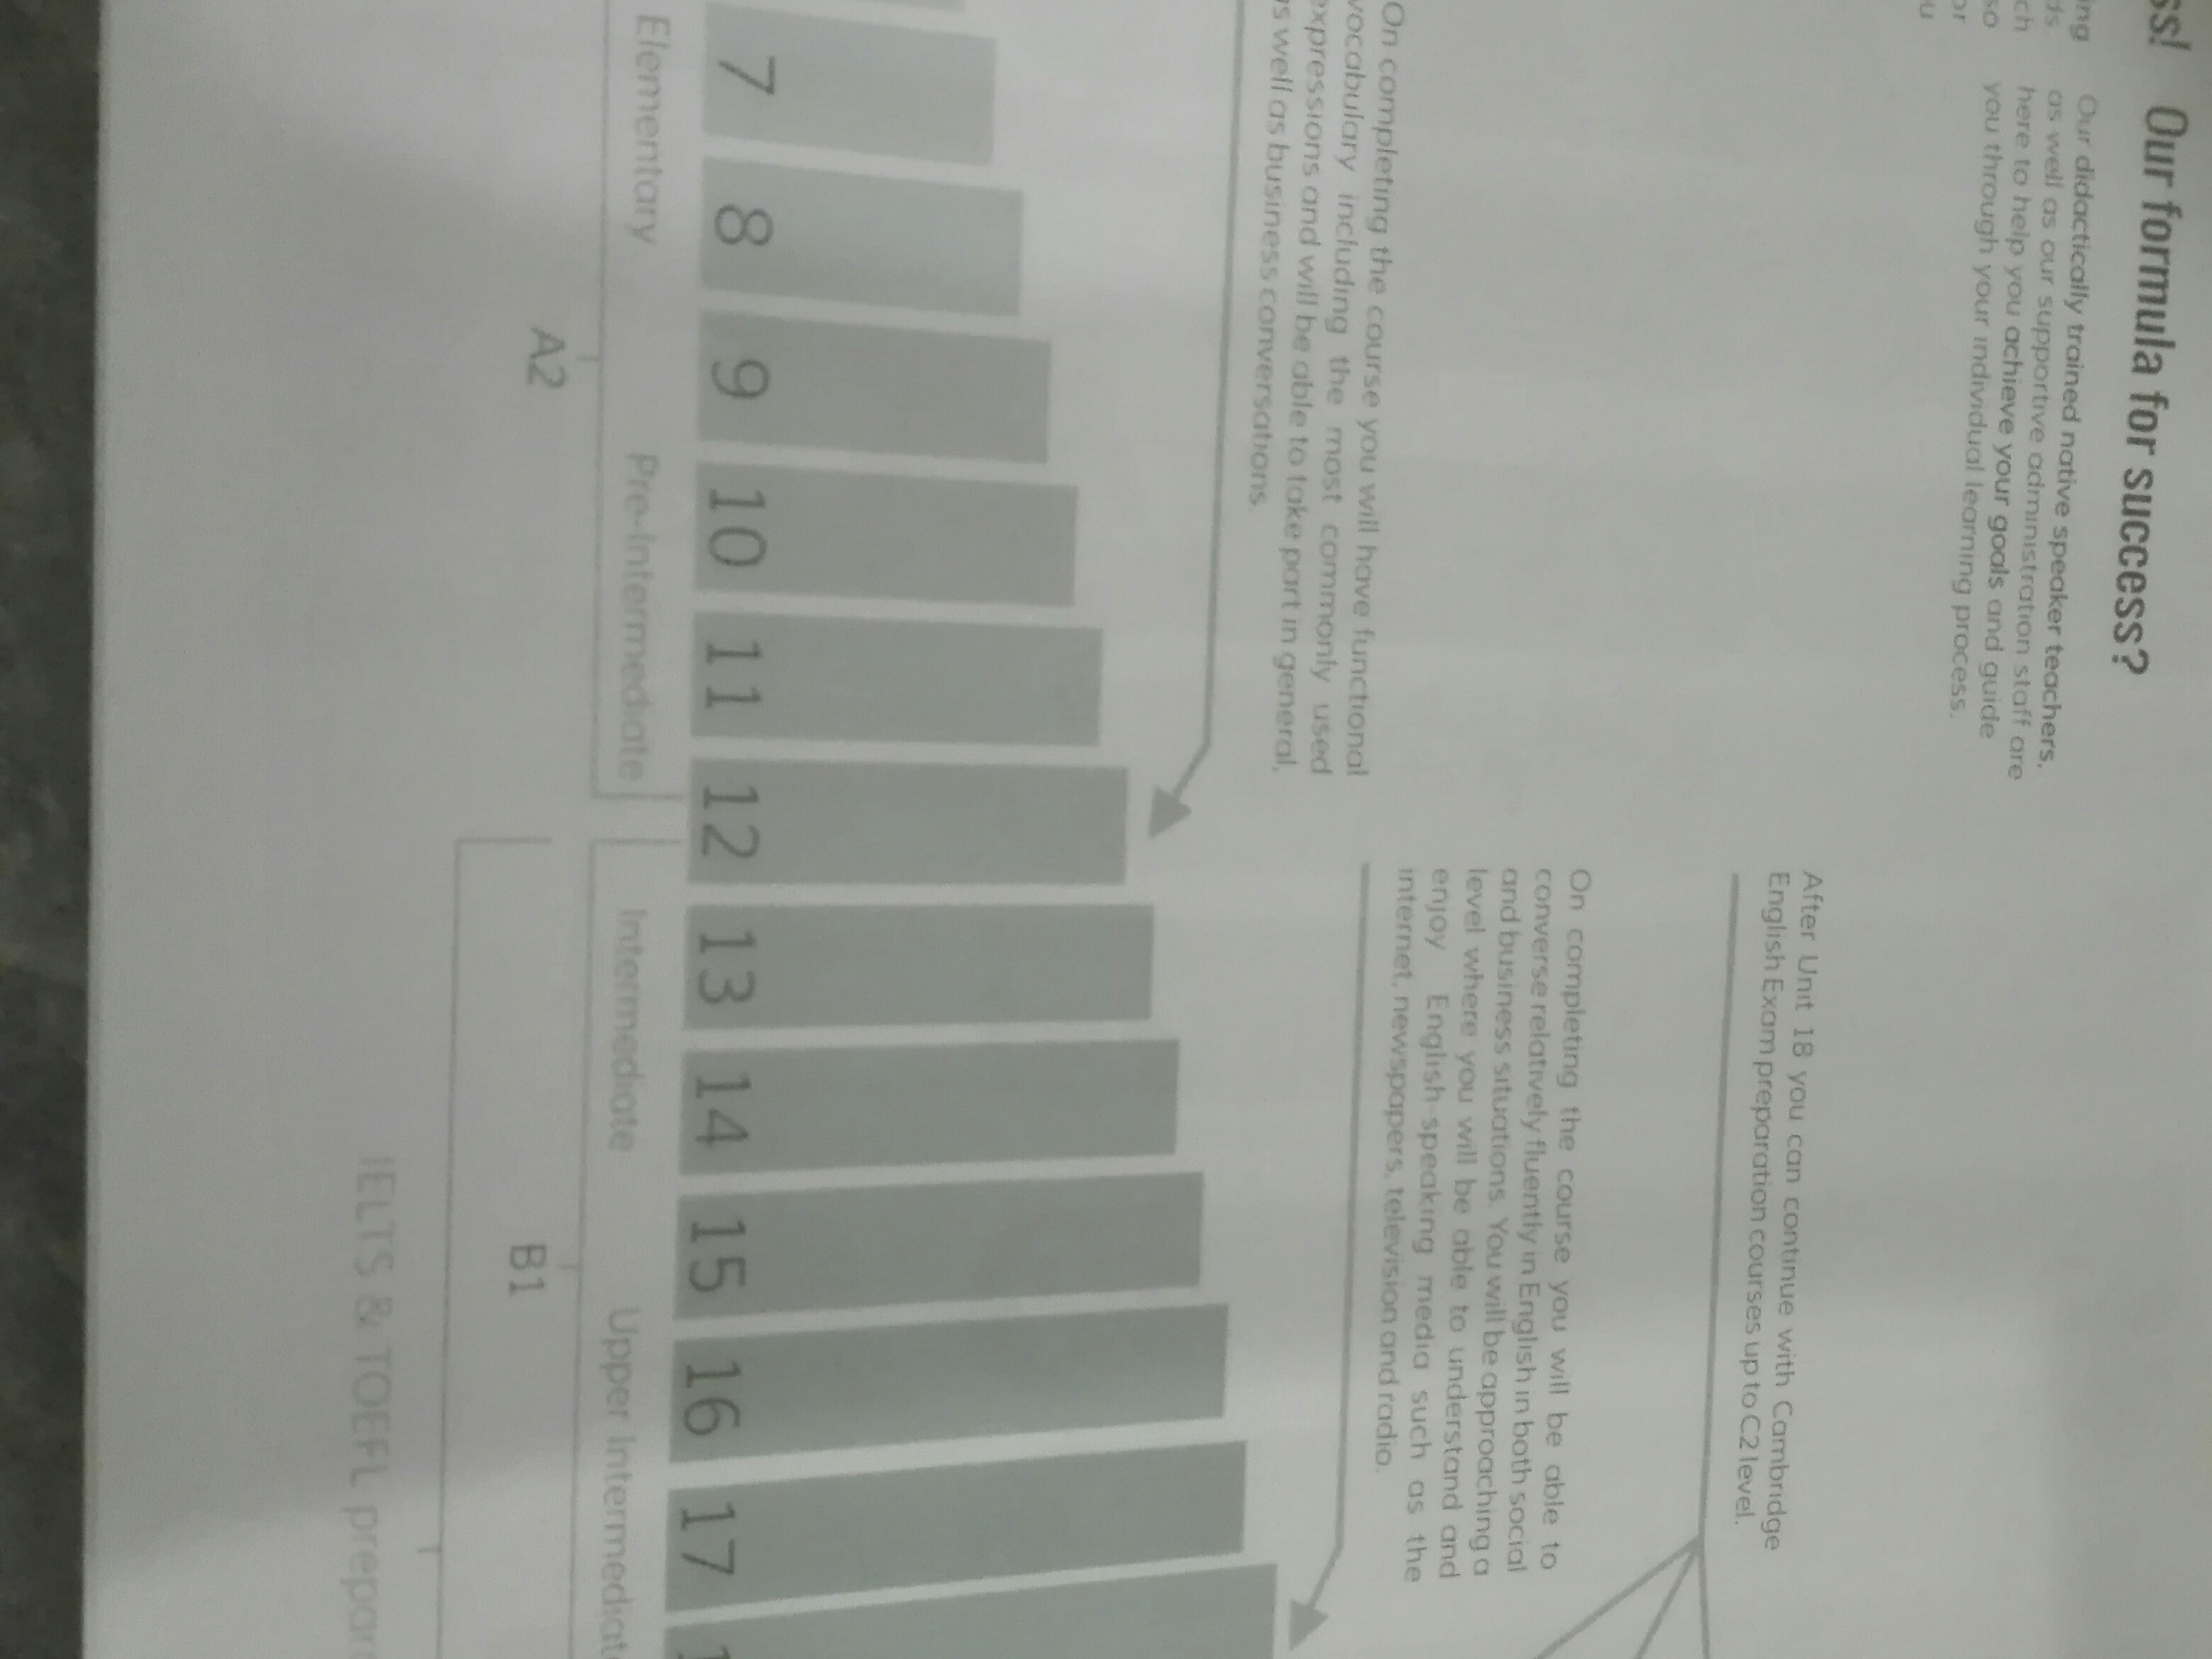 ss!
ing
ds.
ch
so
or
u
Our formula for success?
Our didactically trained native speaker teachers,
as well as our supportive administration staff are
here to help you achieve your goals and guide
you through your individual learning process.
After Unit 18 you can continue with Cambridge
English Exam preparation courses up to C2 level.
On completing the course you will have functional
vocabulary including the most commonly used
expressions and will be able to take part in general,
as well as business conversations.
On completing the course you will be able to
converse relatively fluently in English in both social
and business situations. You will be approaching a
level where you will be able to understand and
enjoy English-speaking media such as the
internet, newspapers, television and radio.
7 8 9 10 11 12 13 14 15 16 17
Elementary Pre-Intermediate Intermediate Upper Intermediat
A2 B1
IELTS & TOEFL prepar